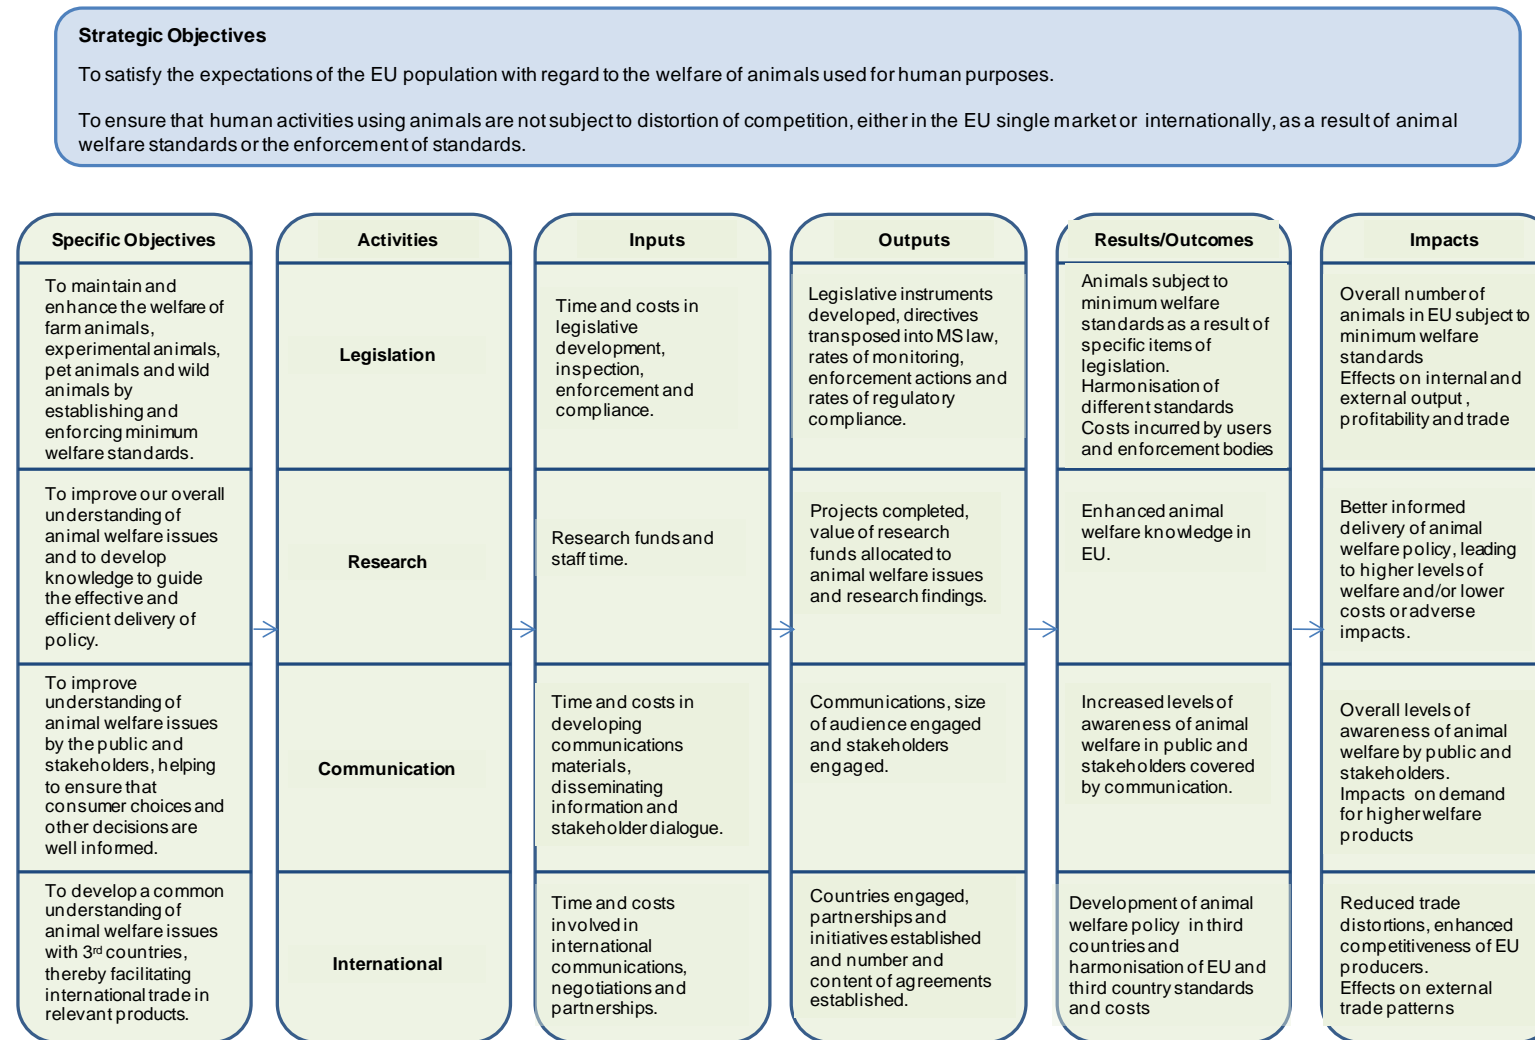 Strategic Objectives
To satisfy the expectations of the EU population with regard to the welfare of animals used for human purposes.
To ensure that human activities using animals are not subject to distortion of competition, either in the EU single market or internationally, as a result of animal
welfare standards or the enforcement of standards.
Specific Objectives
Activities
Inputs
Outputs
Results/Outcomes
Impacts
To maintain and
enhance the welfare of
farm animals,
experimental animals,
pet animals and wild
animals by
establishing and
enforcing minimum
welfare standards.
Legislation
Time and costs in
legislative
development,
inspection,
enforcement and
compliance.
Legislative instruments
developed, directives
transposed into MS law,
rates of monitoring,
enforcement actions and
rates of regulatory
compliance.
Animals subject to
minimum welfare
standards as a result of
specific items of
legislation.
Harmonisation of
different standards
Costs incurred by users
and enforcement bodies
Overall number of
animals in EU subject to
minimum welfare
standards
Effects on internal and
external output ,
profitability and trade
To improve our overall
understanding of
animal welfare issues
and to develop
knowledge to guide
the effective and
efficient delivery of
policy.
Research
Research funds and
staff time.
Projects completed,
value of research
funds allocated to
animal welfare issues
and research findings.
Enhanced animal
welfare knowledge in
EU.
Better informed
delivery of animal
welfare policy, leading
to higher levels of
welfare and/or lower
costs or adverse
impacts.
To improve
understanding of
animal welfare issues
by the public and
stakeholders, helping
to ensure that
consumer choices and
other decisions are
well informed.
Communication
Time and costs in
developing
communications
materials,
disseminating
information and
stakeholder dialogue.
Communications, size
of audience engaged
and stakeholders
engaged.
Increased levels of
awareness of animal
welfare in public and
stakeholders covered
by communication.
Overall levels of
awareness of animal
welfare by public and
stakeholders.
Impacts on demand
for higher welfare
products
To develop a common
understanding of
animal welfare issues
with 3rd countries,
thereby facilitating
international trade in
relevant products.
International
Time and costs
involved in
international
communications,
negotiations and
partnerships.
Countries engaged,
partnerships and
initiatives established
and number and
content of agreements
established.
Development of animal
welfare policy in third
countries and
harmonisation of EU and
third country standards
and costs
Reduced trade
distortions, enhanced
competitiveness of EU
producers.
Effects on external
trade patterns